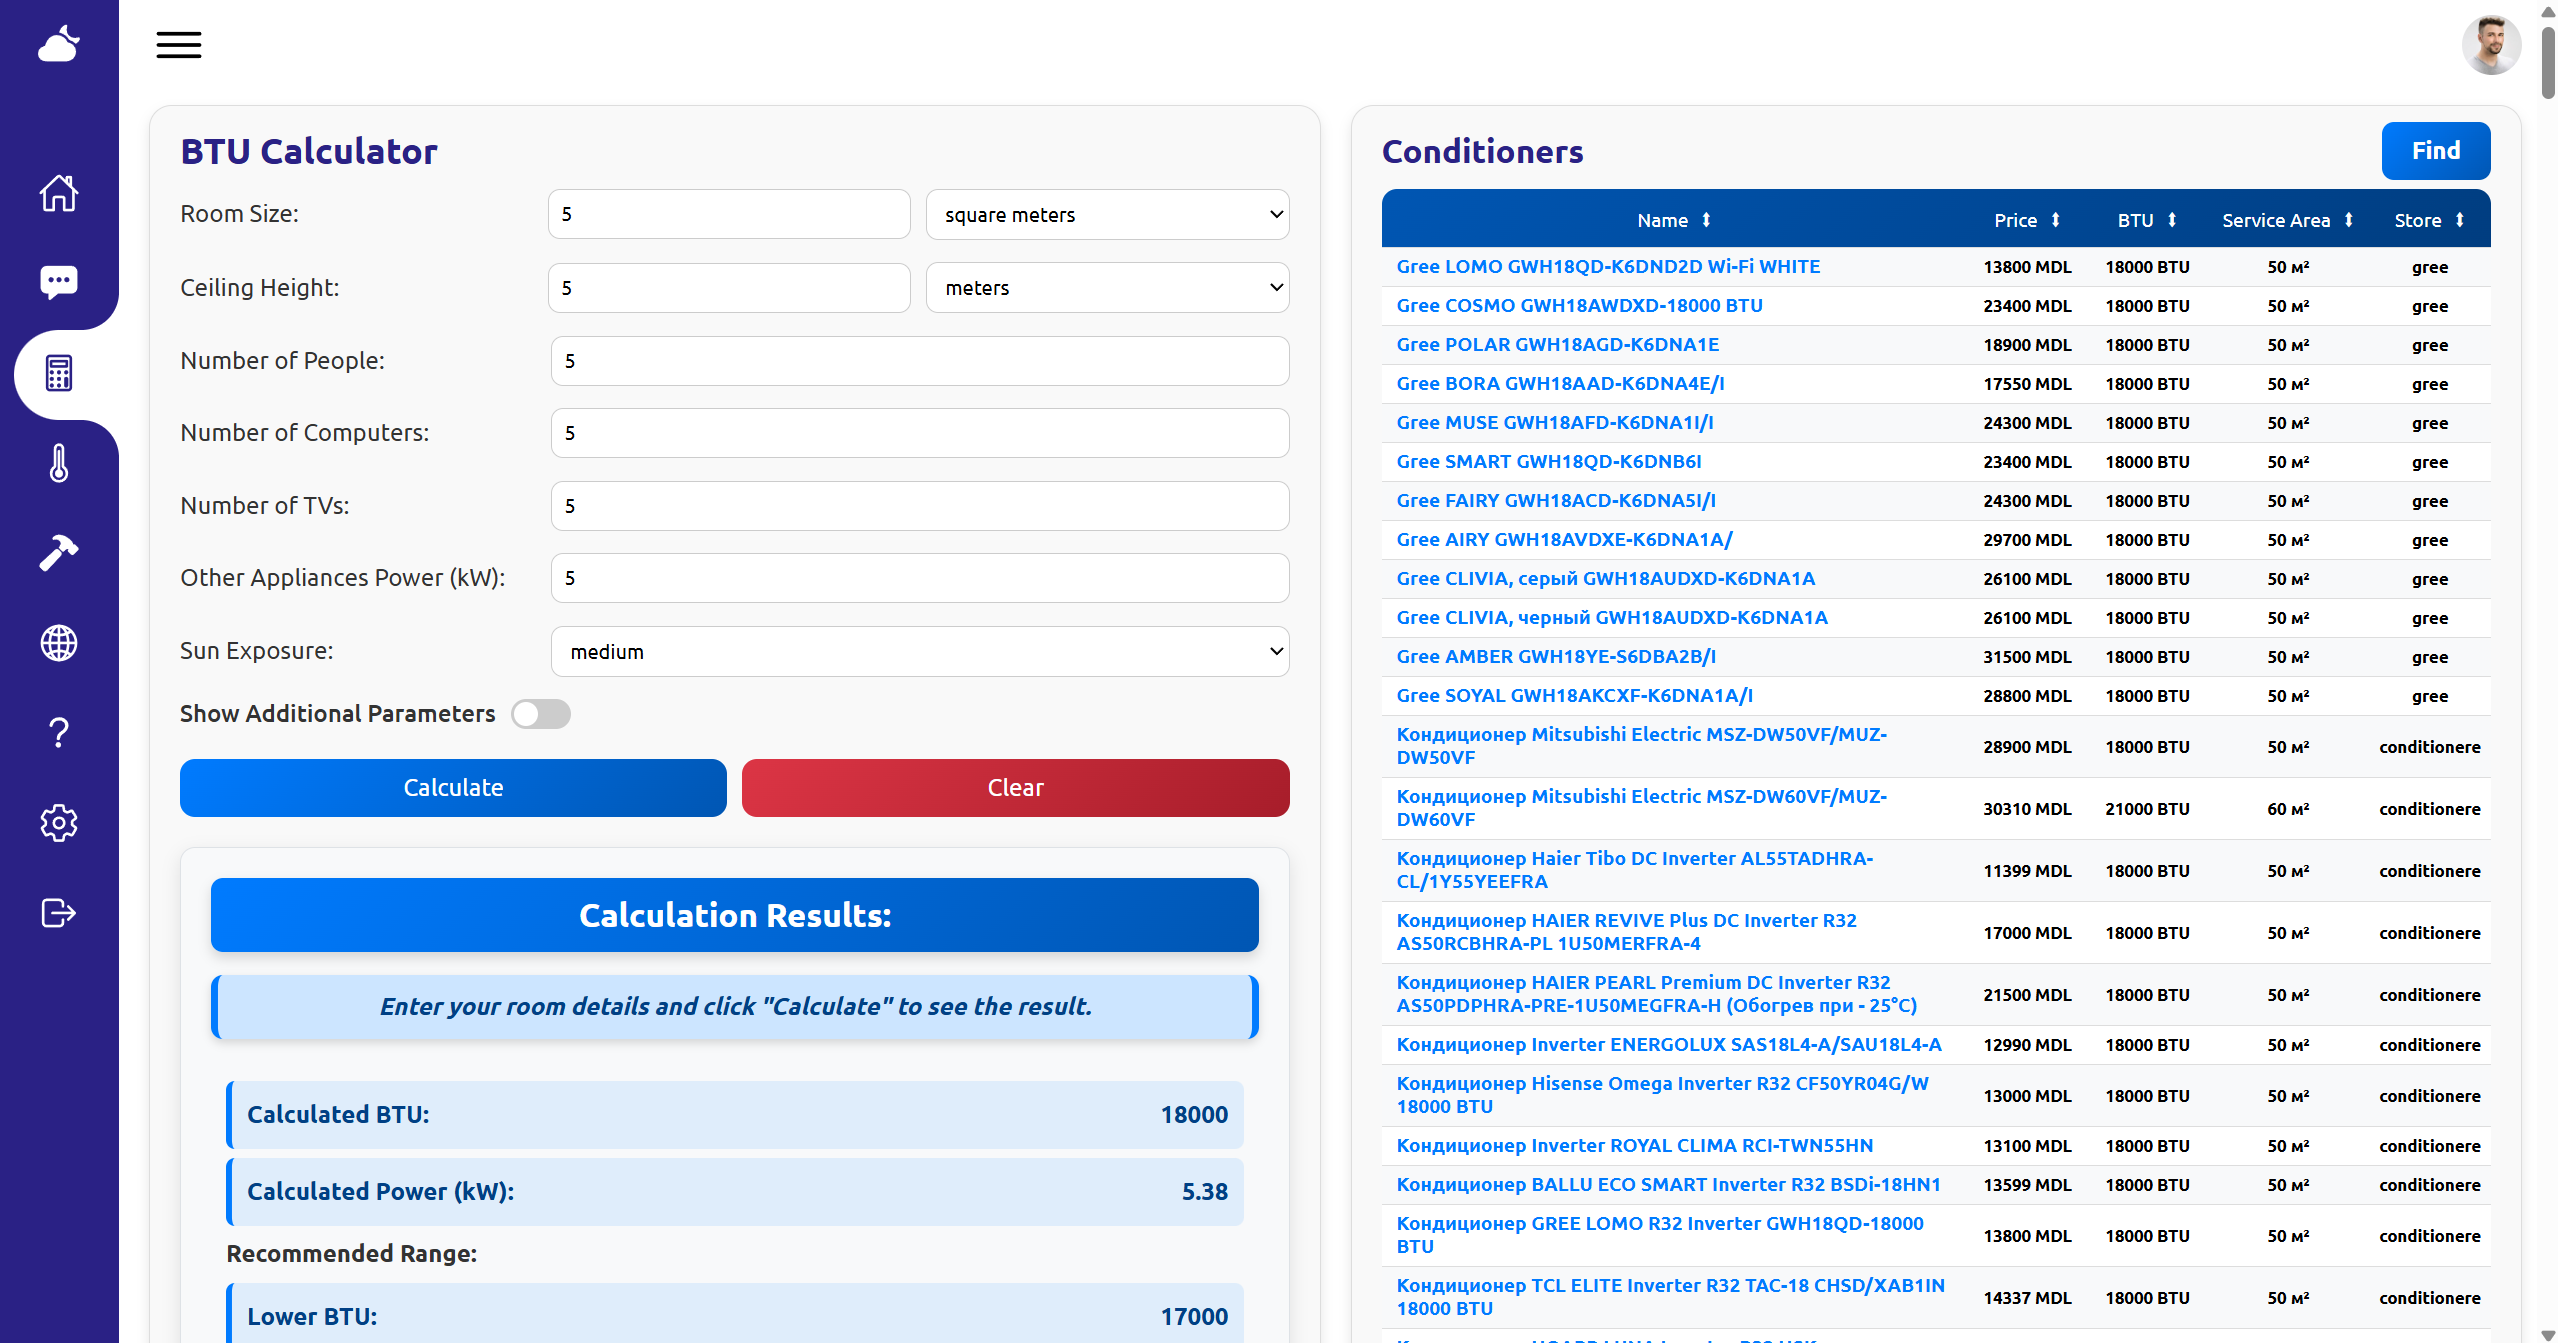 BTU Calculator
Room Size:
5
square meters
Ceiling Height:
5
meters
Number of People:
5
Number of Computers:
5
Number of TVs:
5
Other Appliances Power (kW):
5
Sun Exposure:
medium
Show Additional Parameters
Calculate
Clear
Calculation Results:
Enter your room details and click "Calculate" to see the result.
Calculated BTU: 18000
Calculated Power (kW): 5.38
Recommended Range:
Lower BTU: 17000
Conditioners
Find
Name Price BTU Service Area Store
Gree LOMO GWH18QD-K6DND2D Wi-Fi WHITE 13800 MDL 18000 BTU 50 м² gree
Gree COSMO GWH18AWDXD-18000 BTU 23400 MDL 18000 BTU 50 м² gree
Gree POLAR GWH18AGD-K6DNA1E 18900 MDL 18000 BTU 50 м² gree
Gree BORA GWH18AAD-K6DNA4E/I 17550 MDL 18000 BTU 50 м² gree
Gree MUSE GWH18AFD-K6DNA1I/I 24300 MDL 18000 BTU 50 м² gree
Gree SMART GWH18QD-K6DNB6I 23400 MDL 18000 BTU 50 м² gree
Gree FAIRY GWH18ACD-K6DNA5I/I 24300 MDL 18000 BTU 50 м² gree
Gree AIRY GWH18AVDXE-K6DNA1A/ 29700 MDL 18000 BTU 50 м² gree
Gree CLIVIA, серый GWH18AUDXD-K6DNA1A 26100 MDL 18000 BTU 50 м² gree
Gree CLIVIA, черный GWH18AUDXD-K6DNA1A 26100 MDL 18000 BTU 50 м² gree
Gree AMBER GWH18YE-S6DBA2B/I 31500 MDL 18000 BTU 50 м² gree
Gree SOYAL GWH18AKCXF-K6DNA1A/I 28800 MDL 18000 BTU 50 м² gree
Кондиционер Mitsubishi Electric MSZ-DW50VF/MUZ-
DW50VF 28900 MDL 18000 BTU 50 м² conditionere
Кондиционер Mitsubishi Electric MSZ-DW60VF/MUZ-
DW60VF 30310 MDL 21000 BTU 60 м² conditionere
Кондиционер Haier Tibo DC Inverter AL55TADHRA-
CL/1Y55YEEFRA 11399 MDL 18000 BTU 50 м² conditionere
Кондиционер HAIER REVIVE Plus DC Inverter R32
AS50RCBHRA-PL 1U50MERFRA-4 17000 MDL 18000 BTU 50 м² conditionere
Кондиционер HAIER PEARL Premium DC Inverter R32
AS50PDPHRA-PRE-1U50MEGFRA-H (Обогрев при - 25°C) 21500 MDL 18000 BTU 50 м² conditionere
Кондиционер Inverter ENERGOLUX SAS18L4-A/SAU18L4-A 12990 MDL 18000 BTU 50 м² conditionere
Кондиционер Hisense Omega Inverter R32 CF50YR04G/W
18000 BTU 13000 MDL 18000 BTU 50 м² conditionere
Кондиционер Inverter ROYAL CLIMA RCI-TWN55HN 13100 MDL 18000 BTU 50 м² conditionere
Кондиционер BALLU ECO SMART Inverter R32 BSDi-18HN1 13599 MDL 18000 BTU 50 м² conditionere
Кондиционер GREE LOMO R32 Inverter GWH18QD-18000
BTU 13800 MDL 18000 BTU 50 м² conditionere
Кондиционер TCL ELITE Inverter R32 TAC-18 CHSD/XAB1IN
18000 BTU 14337 MDL 18000 BTU 50 м² conditionere